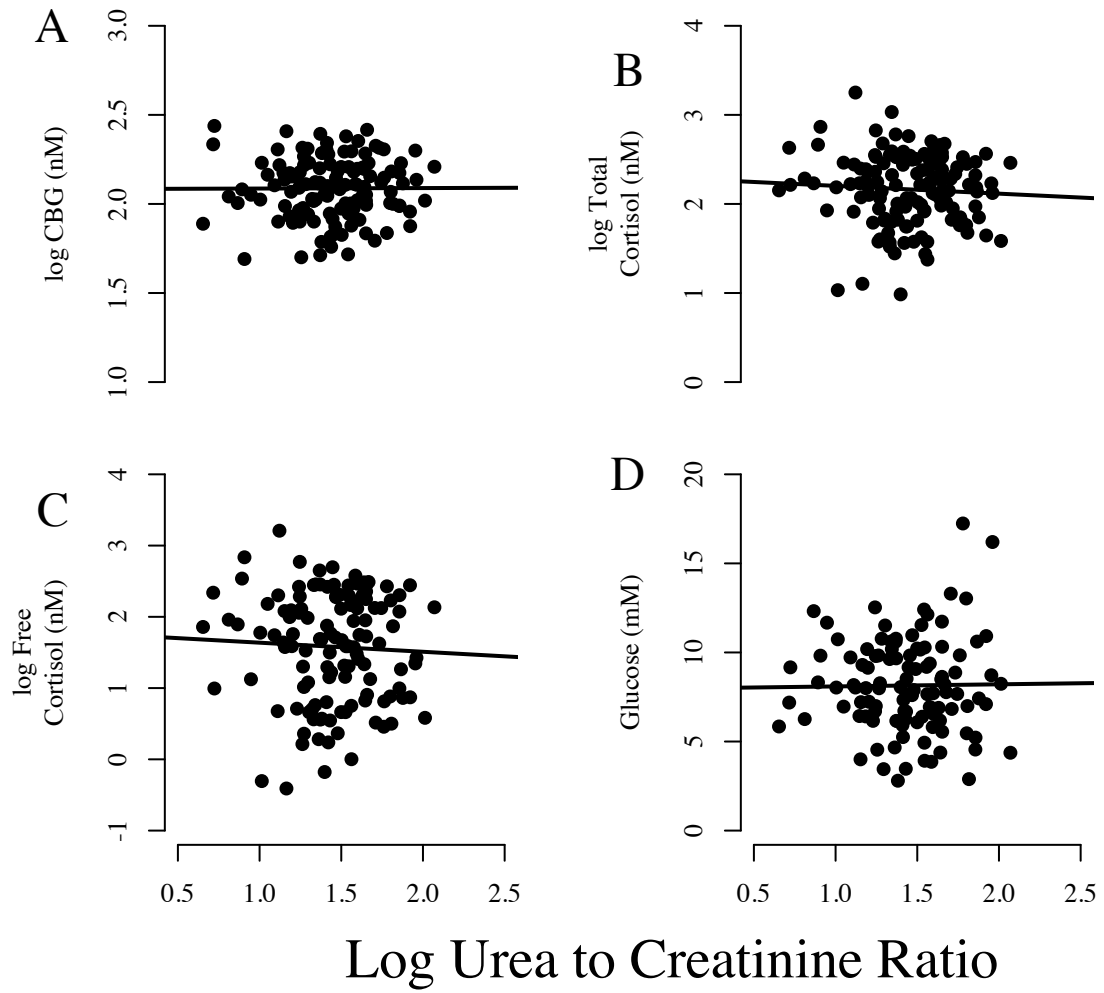 A
log CBG (nM)
3.0
2.5
2.0
1.5
1.0
B
log Total
Cortisol (nM)
4
3
2
1
0
C
log Free
Cortisol (nM)
4
3
2
1
0
-1
0.5 1.0 1.5 2.0 2.5
D
Glucose (mM)
20
15
10
5
0
0.5 1.0 1.5 2.0 2.5
Log Urea to Creatinine Ratio